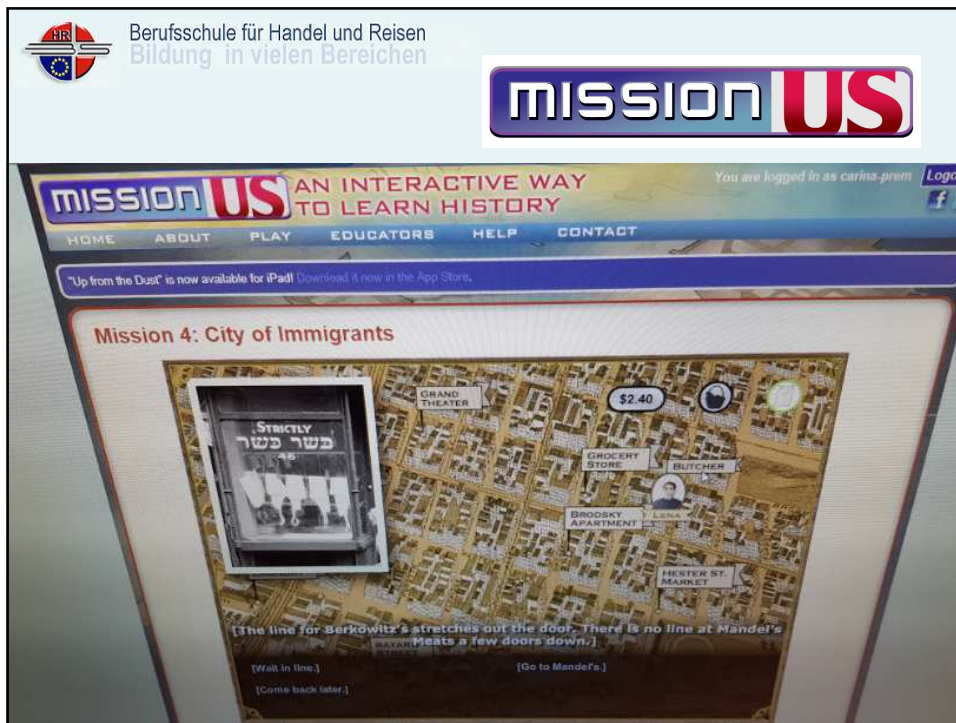 Berufsschule für Handel und Reisen
Bildung in vielen Bereichen
HR
BS
mission US
mission US AN INTERACTIVE WAY
TO LEARN HISTORY
You are logged in as carina-prem
HOME ABOUT PLAY EDUCATORS HELP CONTACT
"Up from the Dust" is now available for iPad! Download it now in the App Store.
Mission 4: City of Immigrants
GRAND
THEATER
$2.40
STRICTLY
כשר כשר
46
GROCERY
STORE
BUTCHER
BRODSKY
APARTMENT
LENA
HESTER ST.
MARKET
[The line for Berkowitz's stretches out the door. There is no line at Mandel's
Meats a few doors down.]
[Wait in line.] [Go to Mandel's.]
[Come back later.]